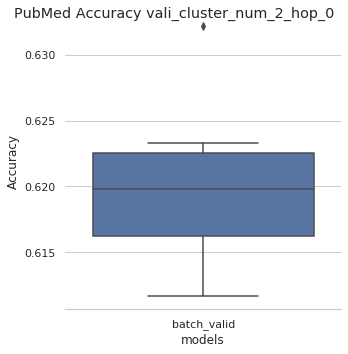 PubMed Accuracy vali_cluster_num_2_hop_0
0.630
0.625
0.620
0.615
Accuracy
batch_valid
models